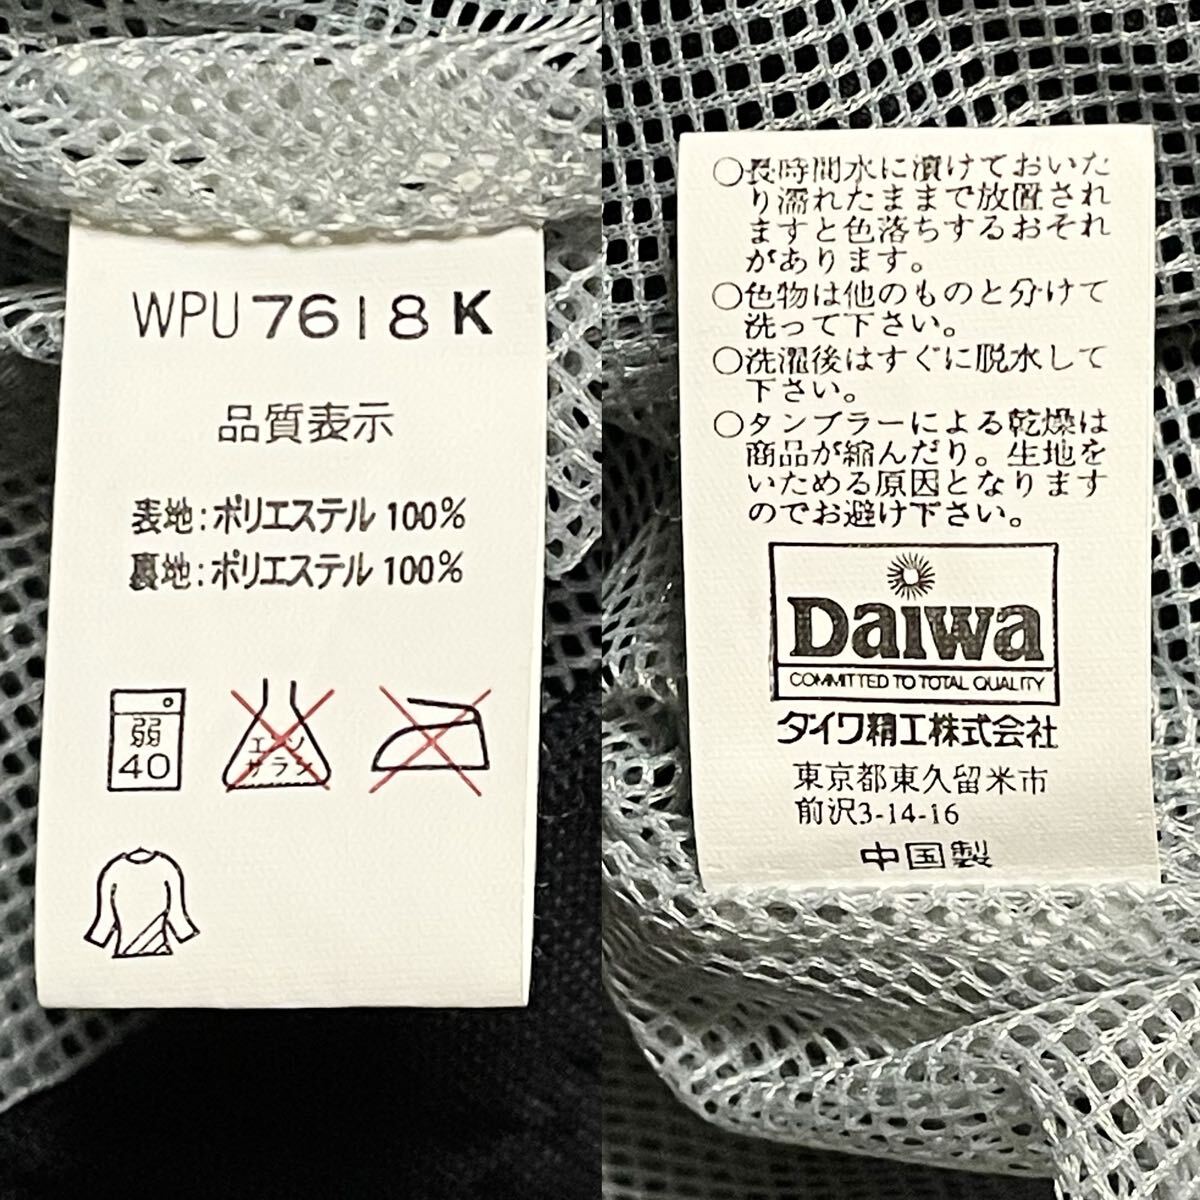 WPU7618K
品質表示
表地:ポリエステル 100%
裏地:ポリエステル 100%
弱
40
エンソ
サラシ
○長時間水に漬けておいた
り濡れたままで放置され
ますと色落ちするおそれ
があります。
○色物は他のものと分けて
洗って下さい。
○洗濯後はすぐに脱水して
下さい。
○タンブラーによる乾燥は
商品が縮んだり。生地を
いためる原因となります
のでお避け下さい。
Daiwa
COMMITTED TO TOTAL QUALITY
ダイワ精工株式会社
東京都東久留米市
前沢3-14-16
中国製